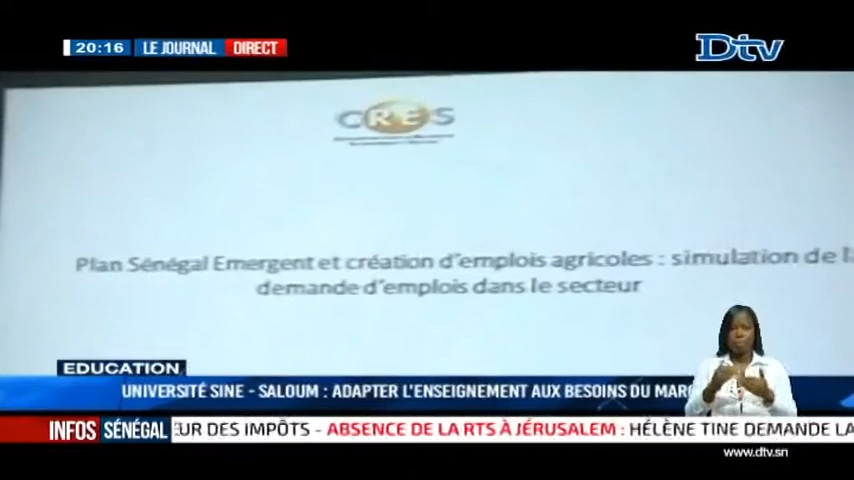 20:16 LE JOURNAL DIRECT
Dtv
CRES
Plan Sénégal Emergent et création d'emplois agricoles : simulation de
demande d'emplois dans le secteur
EDUCATION
UNIVERSITÉ SINE - SALOUM : ADAPTER L'ENSEIGNEMENT AUX BESOINS DU
INFOS SÉNÉGAL EUR DES IMPÔTS - ABSENCE DE LA RTS À JÉRUSALEM : HÉLÈNE TINE DEMANDE
www.dtv.sn